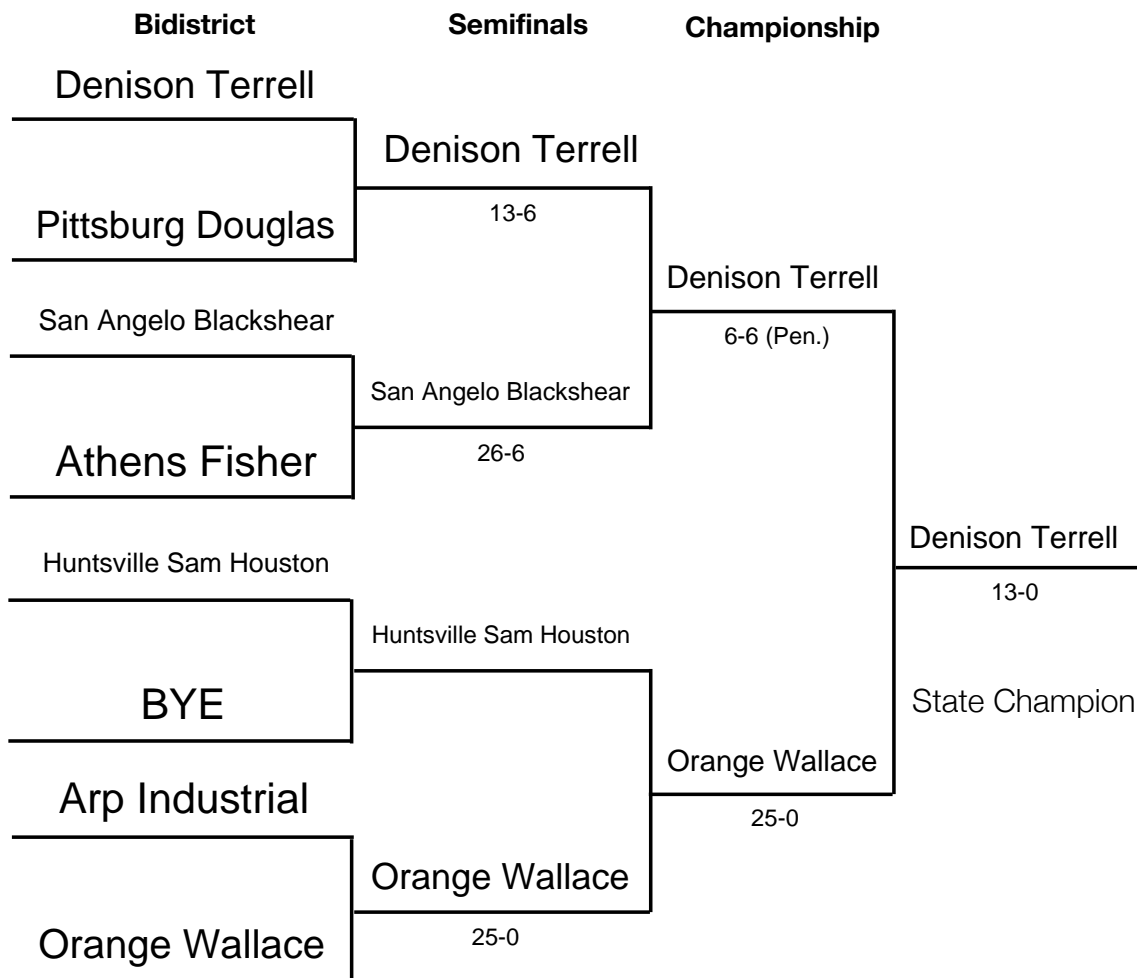 Bidistrict Semifinals Championship
Denison Terrell
Denison Terrell
13-6
Pittsburg Douglas
Denison Terrell
6-6 (Pen.)
San Angelo Blackshear
San Angelo Blackshear
26-6
Athens Fisher
Denison Terrell
13-0
Huntsville Sam Houston
Huntsville Sam Houston
BYE
State Champion
Orange Wallace
25-0
Arp Industrial
Orange Wallace
25-0
Orange Wallace